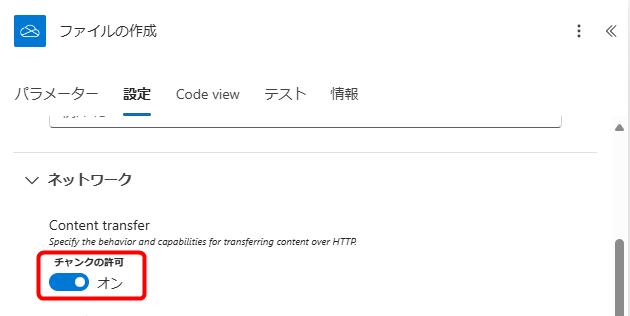 ファイルの作成
パラメーター 設定 Code view テスト 情報
ネットワーク
Content transfer
Specify the behavior and capabilities for transferring content over HTTP.
チャンクの許可
オン